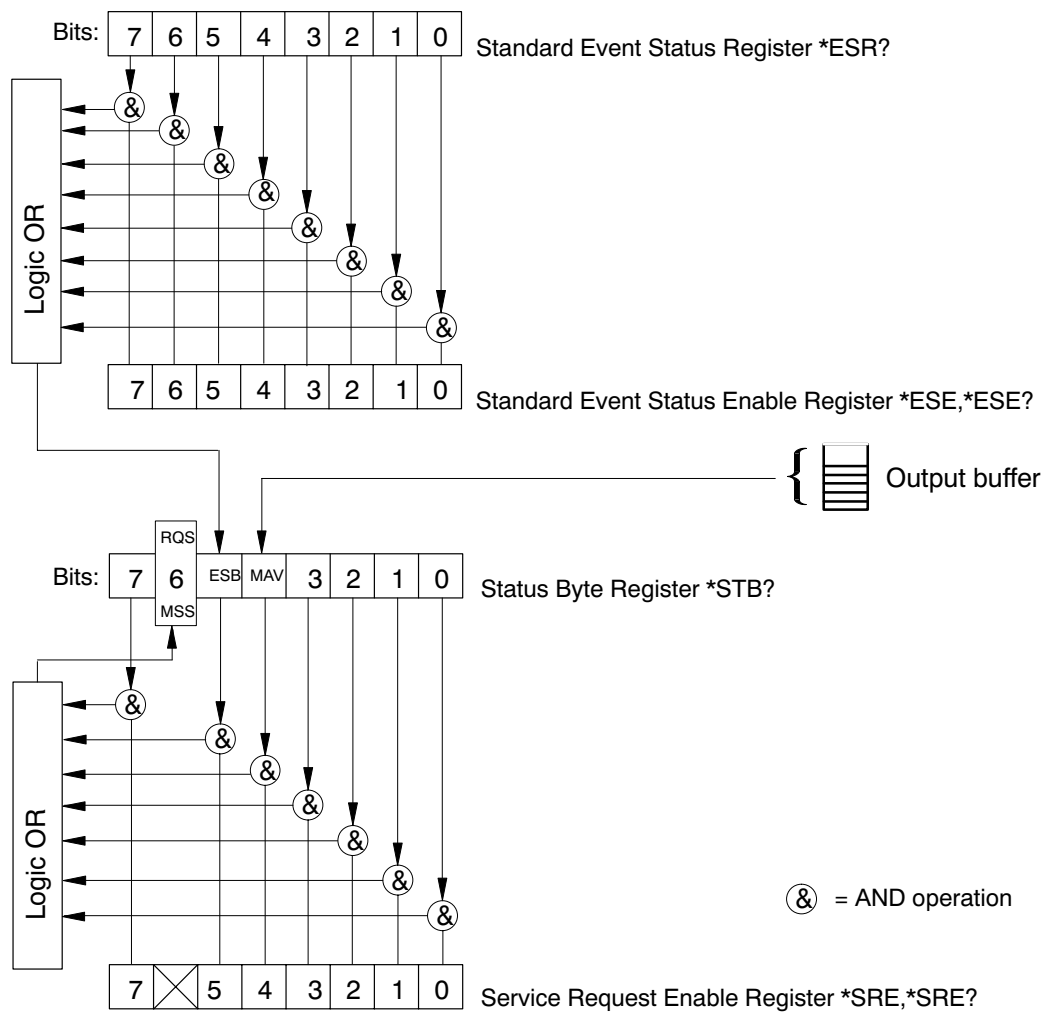 Bits: 7 6 5 4 3 2 1 0 Standard Event Status Register *ESR?
&
&
&
&
&
&
&
&
Logic OR
7 6 5 4 3 2 1 0 Standard Event Status Enable Register *ESE,*ESE?
{ Output buffer
RQS
Bits: 7 6 ESB MAV 3 2 1 0 Status Byte Register *STB?
MSS
&
&
&
&
&
&
&
Logic OR
& = AND operation
7 5 4 3 2 1 0 Service Request Enable Register *SRE,*SRE?